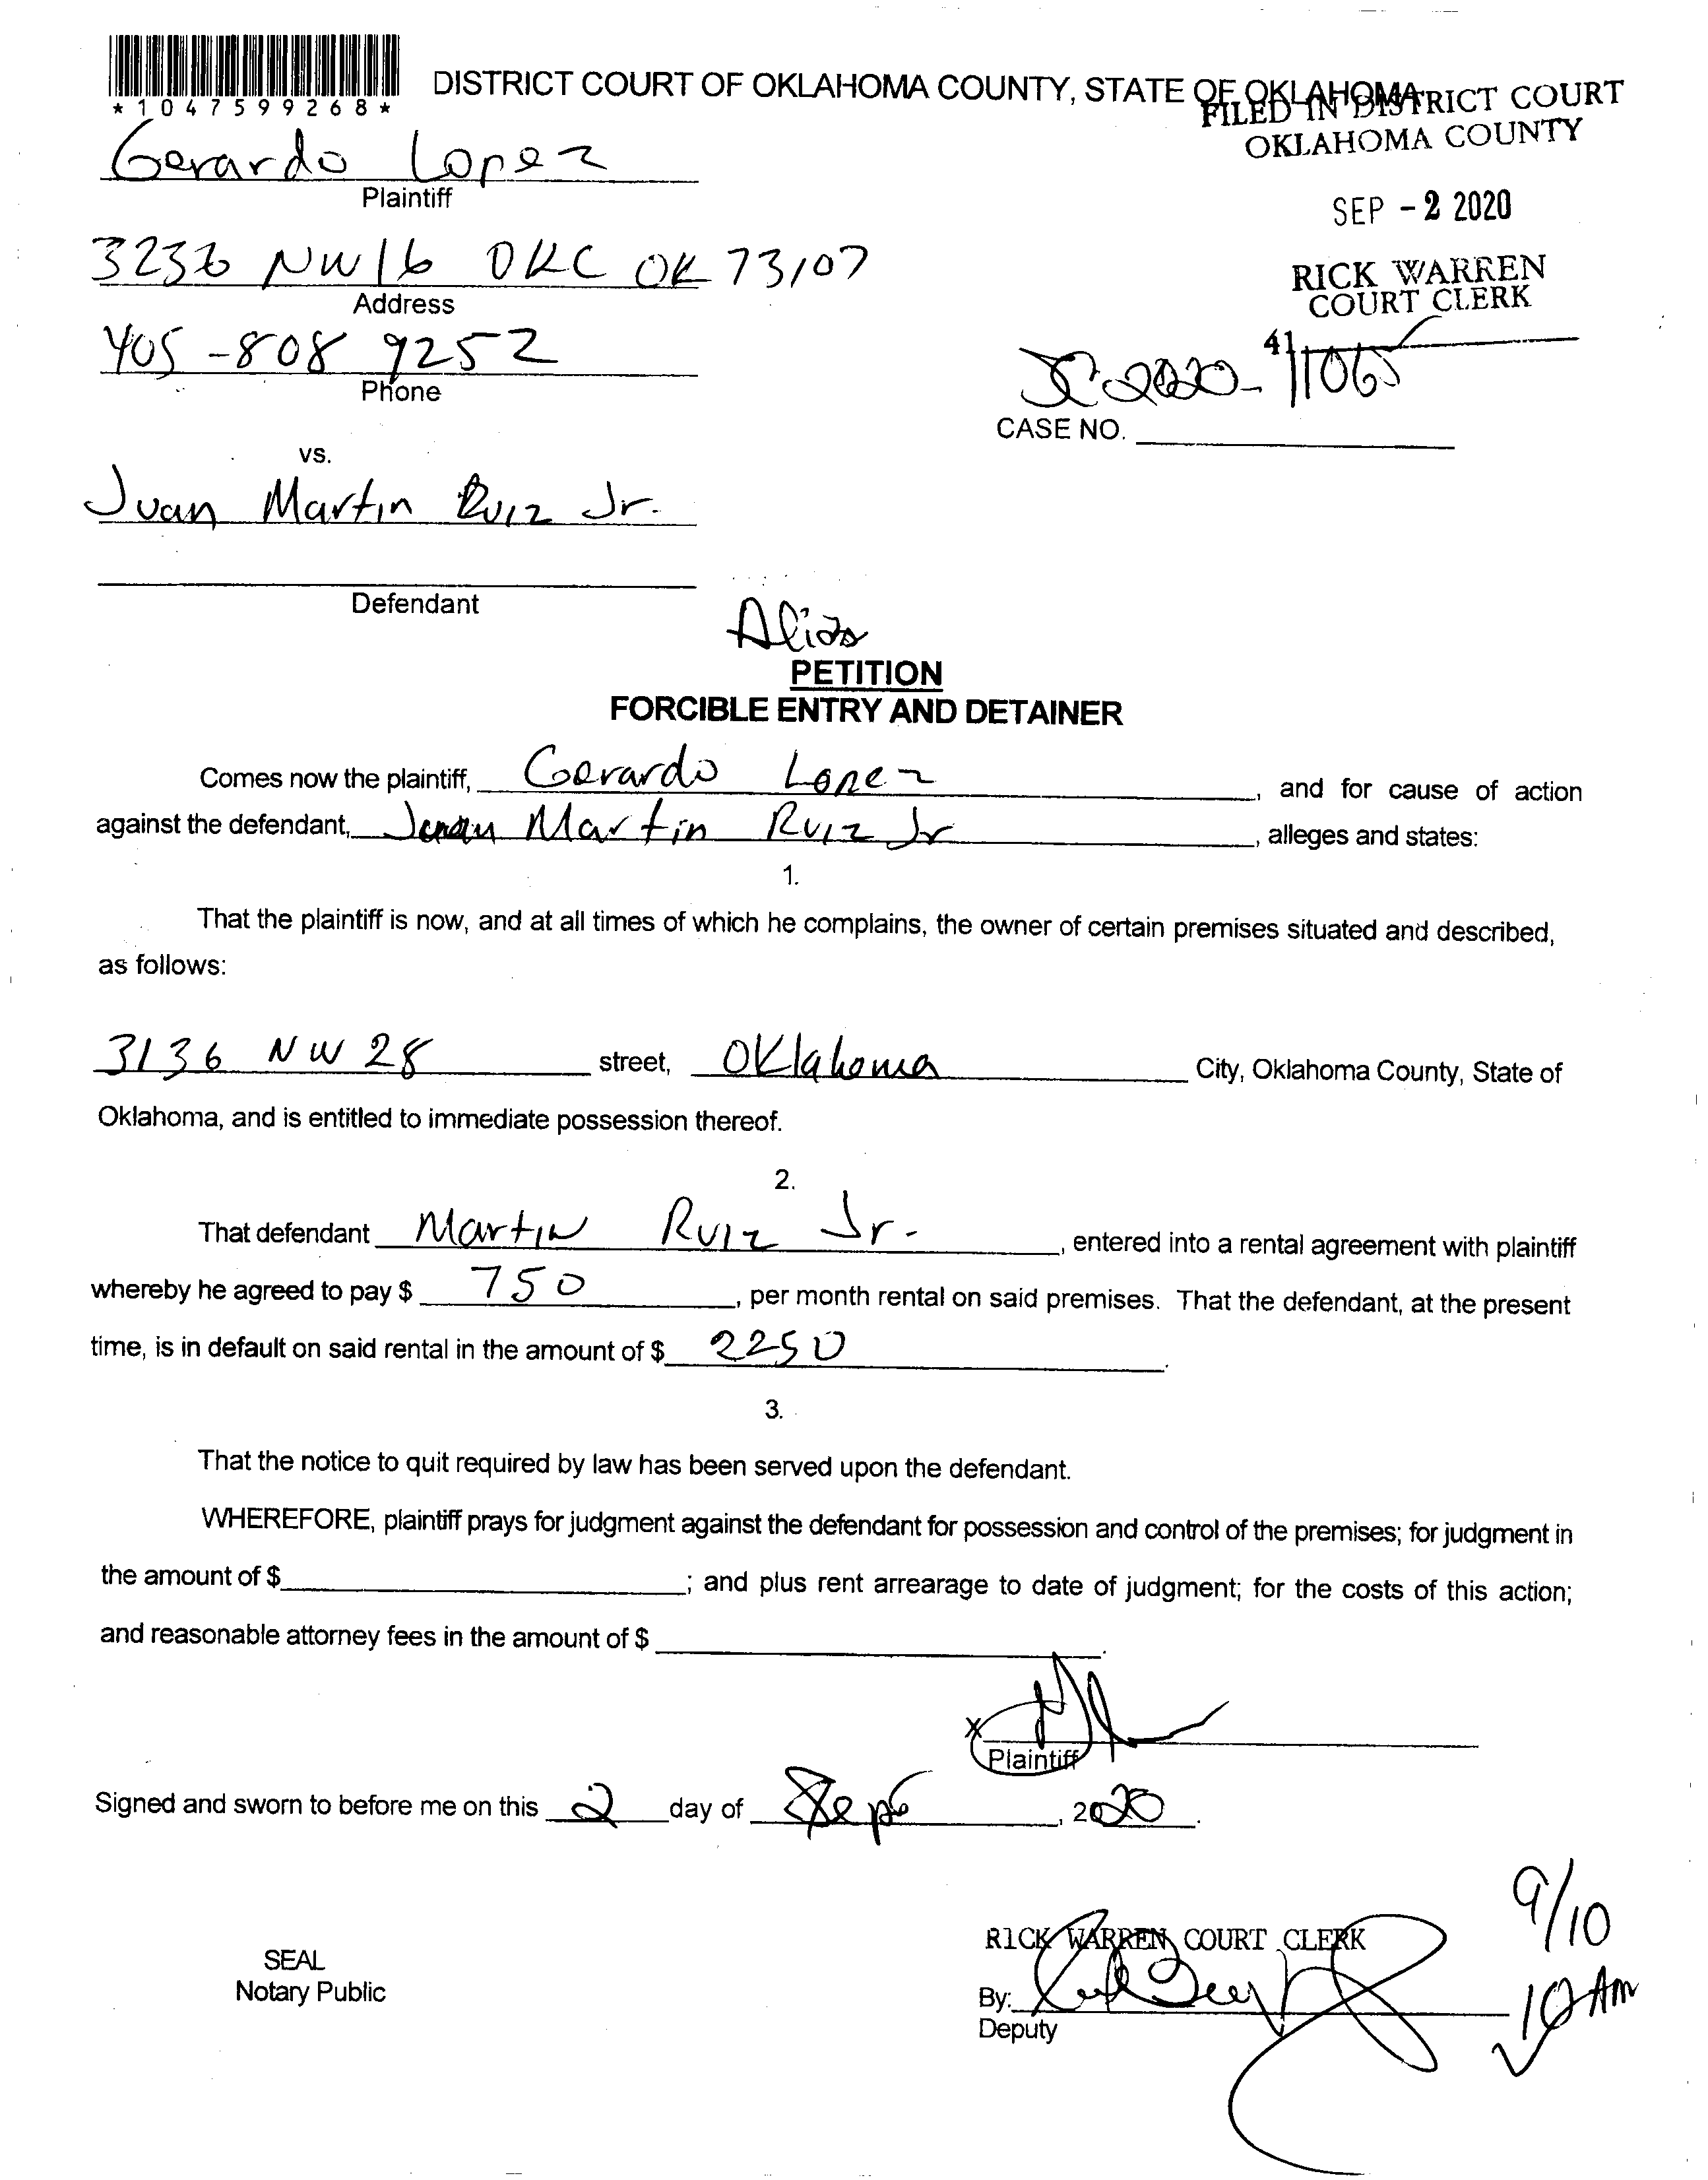 *1047599268*
DISTRICT COURT OF OKLAHOMA COUNTY, STATE OF OKLAHOMA
FILED IN DISTRICT COURT
OKLAHOMA COUNTY
SEP - 2 2020
RICK WARREN
COURT CLERK
41
Gerardo Lopez
Plaintiff
3236 NW 16 OKC OK 73107
Address
405-808 9252
Phone
SC-2020-11065
CASE NO.
vs.
Juan Martin Ruiz Jr.
Defendant
Alias
PETITION
FORCIBLE ENTRY AND DETAINER
Comes now the plaintiff, Gerardo Lopez, and for cause of action
against the defendant, Juan Martin Ruiz Jr, alleges and states:
1.
That the plaintiff is now, and at all times of which he complains, the owner of certain premises situated and described,
as follows:
3136 NW 28 street, Oklahoma City, Oklahoma County, State of
Oklahoma, and is entitled to immediate possession thereof.
2.
That defendant Martin Ruiz Jr., entered into a rental agreement with plaintiff
whereby he agreed to pay $ 750, per month rental on said premises. That the defendant, at the present
time, is in default on said rental in the amount of $ 2250.
3.
That the notice to quit required by law has been served upon the defendant.
WHEREFORE, plaintiff prays for judgment against the defendant for possession and control of the premises; for judgment in
the amount of $ ; and plus rent arrearage to date of judgment; for the costs of this action;
and reasonable attorney fees in the amount of $ .
X
Plaintiff
Signed and sworn to before me on this 2 day of Sept, 2020.
9/10
10 AM
RICK WARREN, COURT CLERK
SEAL
Notary Public
By:
Deputy